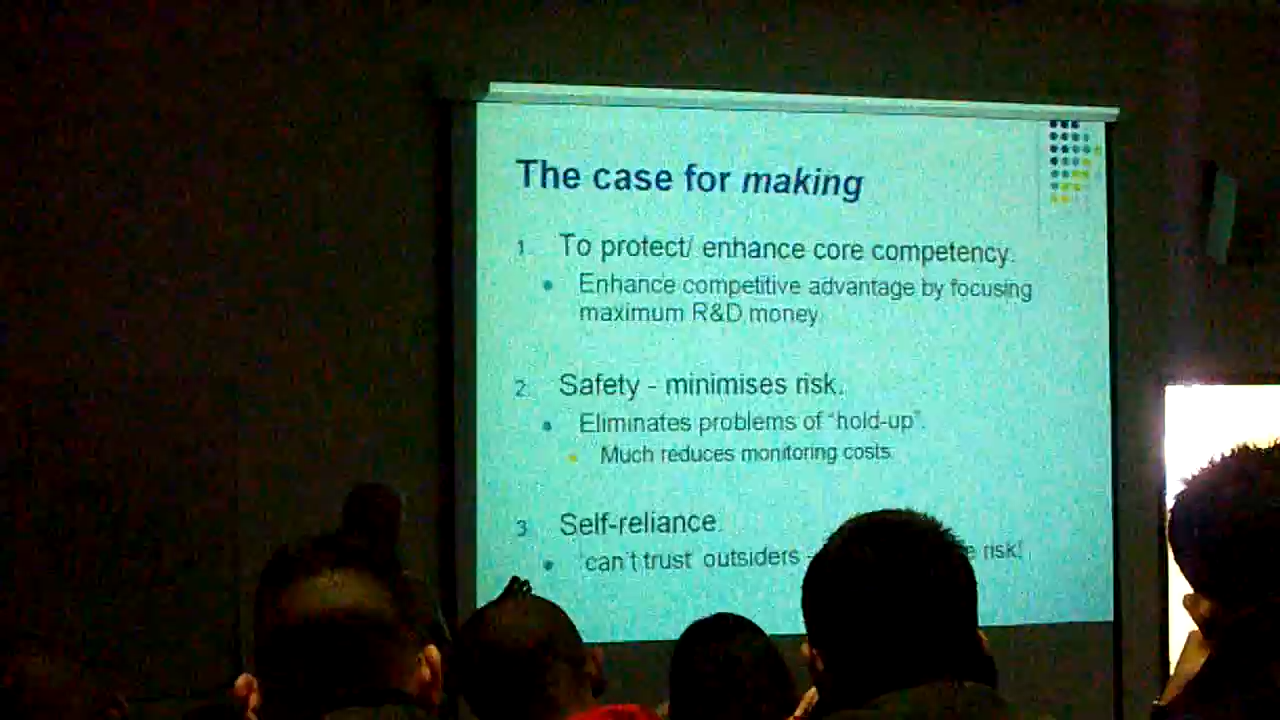 The case for making
1. To protect/ enhance core competency.
Enhance competitive advantage by focusing
maximum R&D money.
2. Safety - minimises risk.
Eliminates problems of "hold-up".
Much reduces monitoring costs.
3. Self-reliance.
'can't trust' outsiders - risk!